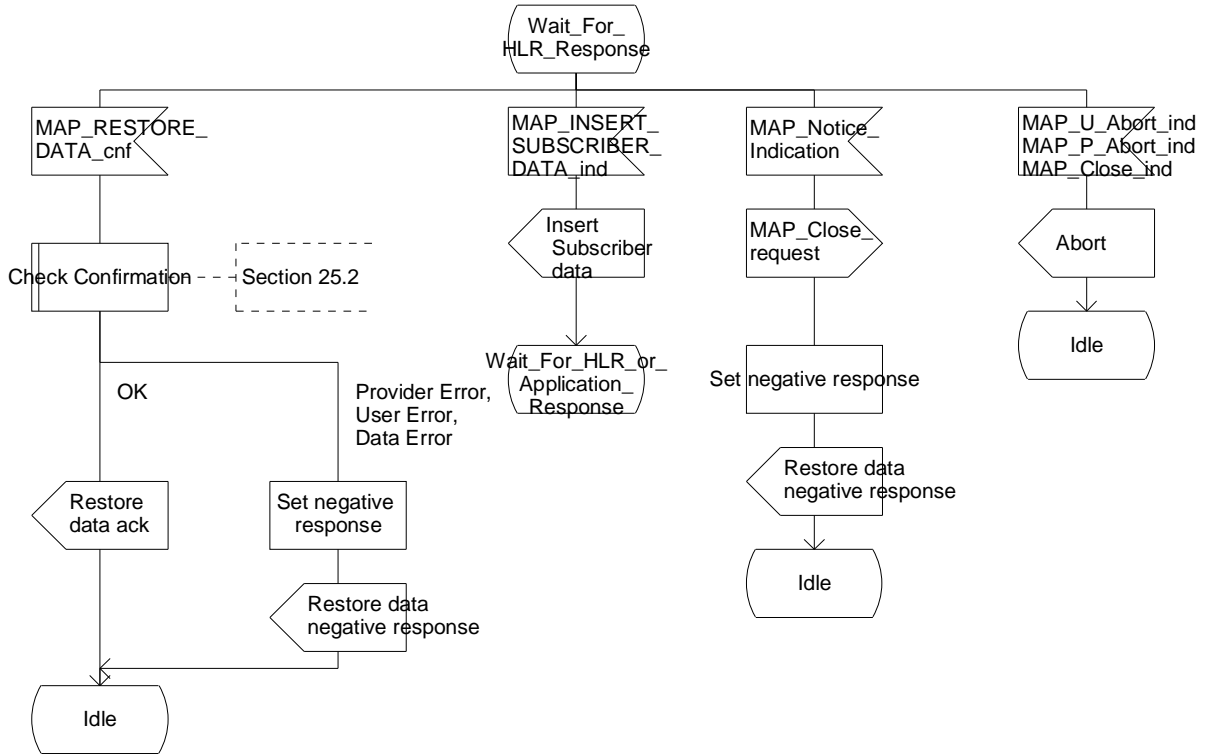 Wait_For_
HLR_Response
MAP_RESTORE_
DATA_cnf
MAP_INSERT_
SUBSCRIBER_
DATA_ind
MAP_Notice_
Indication
MAP_U_Abort_ind
MAP_P_Abort_ind
MAP_Close_ind
Check Confirmation
Section 25.2
Insert
Subscriber
data
MAP_Close_
request
Abort
Idle
OK
Provider Error,
User Error,
Data Error
Wait_For_HLR_or_
Application_
Response
Set negative response
Restore
data ack
Set negative
response
Restore data
negative response
Restore data
negative response
Idle
Idle